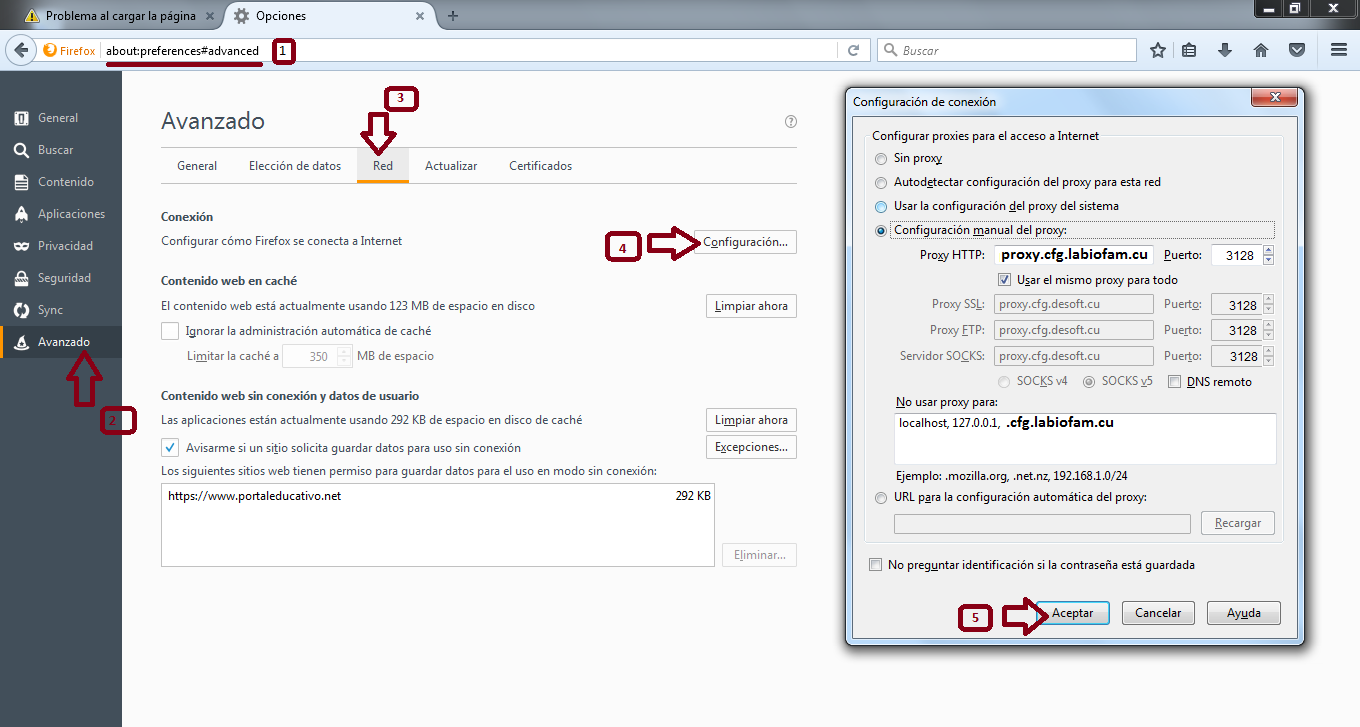 Problema al cargar la página
Opciones
Firefox
about:preferences#advanced
1
Buscar
General
Buscar
Contenido
Aplicaciones
Privacidad
Seguridad
Sync
Avanzado
2
Avanzado
3
General
Elección de datos
Red
Actualizar
Certificados
Conexión
Configurar cómo Firefox se conecta a Internet
4
Configuración...
Contenido web en caché
El contenido web está actualmente usando 123 MB de espacio en disco
Limpiar ahora
Ignorar la administración automática de caché
Limitar la caché a 350 MB de espacio
Contenido web sin conexión y datos de usuario
Las aplicaciones están actualmente usando 292 KB de espacio en disco de caché
Limpiar ahora
Avisarme si un sitio solicita guardar datos para uso sin conexión
Excepciones...
Los siguientes sitios web tienen permiso para guardar datos para el uso en modo sin conexión:
https://www.portaleducativo.net 292 KB
Eliminar...
Configuración de conexión
Configurar proxies para el acceso a Internet
Sin proxy
Autodetectar configuración del proxy para esta red
Usar la configuración del proxy del sistema
Configuración manual del proxy:
Proxy HTTP: proxy.cfg.labiofam.cu Puerto: 3128
Usar el mismo proxy para todo
Proxy SSL: proxy.cfg.desoft.cu Puerto: 3128
Proxy FTP: proxy.cfg.desoft.cu Puerto: 3128
Servidor SOCKS: proxy.cfg.desoft.cu Puerto: 3128
SOCKS v4 SOCKS v5 DNS remoto
No usar proxy para:
localhost, 127.0.0.1, .cfg.labiofam.cu
Ejemplo: .mozilla.org, .net.nz, 192.168.1.0/24
URL para la configuración automática del proxy:
Recargar
No preguntar identificación si la contraseña está guardada
5
Aceptar
Cancelar
Ayuda